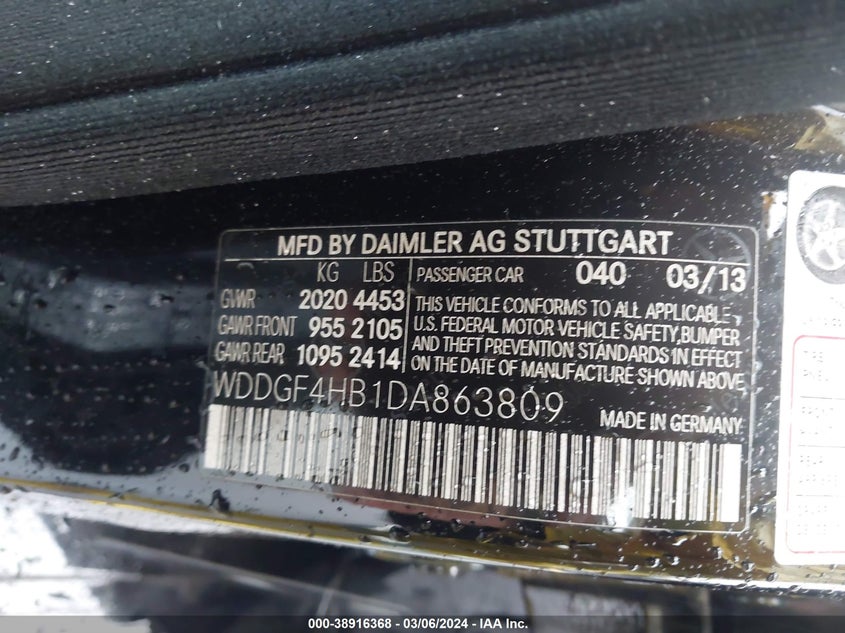 MFD BY DAIMLER AG STUTTGART
KG LBS
GVWR 2020 4453
GAWR FRONT 955 2105
GAWR REAR 1095 2414
PASSENGER CAR 040 03/13
THIS VEHICLE CONFORMS TO ALL APPLICABLE
U.S. FEDERAL MOTOR VEHICLE SAFETY,BUMPER
AND THEFT PREVENTION STANDARDS IN EFFECT
ON THE DATE OF MANUFACTURE SHOWN ABOVE
WDDGF4HB1DA863809
MADE IN GERMANY
000-38916368 - 03/06/2024 - IAA Inc.